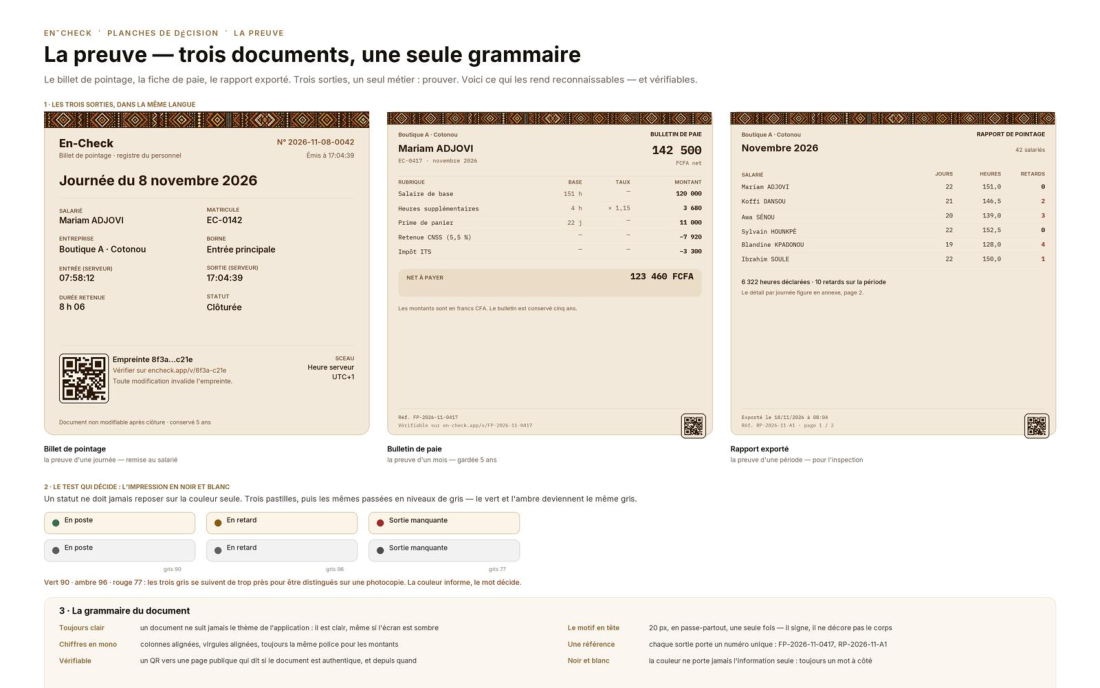 EN˜CHECK ˙ PLANCHES DE DģCISION ˙ LA PREUVE
La preuve — trois documents, une seule grammaire
Le billet de pointage, la fiche de paie, le rapport exporté. Trois sorties, un seul métier : prouver. Voici ce qui les rend reconnaissables — et vérifiables.
1 · LES TROIS SORTIES, DANS LA MÊME LANGUE
En-Check
N° 2026-11-08-0042
Billet de pointage · registre du personnel
Émis à 17:04:39
Journée du 8 novembre 2026
SALARIÉ
MATRICULE
Mariam ADJOVI
EC-0142
ENTREPRISE
BORNE
Boutique A · Cotonou
Entrée principale
ENTRÉE (SERVEUR)
SORTIE (SERVEUR)
07:58:12
17:04:39
DURÉE RETENUE
STATUT
8 h 06
Clôturée
Empreinte 8f3a…c21e
Vérifier sur encheck.app/v/8f3a-c21e
Toute modification invalide l'empreinte.
SCEAU
Heure serveur
UTC+1
Document non modifiable après clôture · conservé 5 ans
Billet de pointage
la preuve d'une journée — remise au salarié
Boutique A · Cotonou
BULLETIN DE PAIE
Mariam ADJOVI
142 500
EC-0417 · novembre 2026
FCFA net
RUBRIQUE BASE TAUX MONTANT
Salaire de base 151 h — 120 000
Heures supplémentaires 4 h × 1,15 3 680
Prime de panier 22 j — 11 000
Retenue CNSS (5,5 %) — — −7 920
Impôt ITS — — −3 300
NET À PAYER 123 460 FCFA
Les montants sont en francs CFA. Le bulletin est conservé cinq ans.
Réf. FP-2026-11-0417
Vérifiable sur en-check.app/v/FP-2026-11-0417
Bulletin de paie
la preuve d'un mois — gardée 5 ans
Boutique A · Cotonou
RAPPORT DE POINTAGE
Novembre 2026
42 salariés
SALARIÉ JOURS HEURES RETARDS
Mariam ADJOVI 22 151,0 0
Koffi DANSOU 21 146,5 2
Awa SÉNOU 20 139,0 3
Sylvain HOUNKPÈ 22 152,5 0
Blandine KPADONOU 19 128,0 4
Ibrahim SOULE 22 150,0 1
6 322 heures déclarées · 10 retards sur la période
Le détail par journée figure en annexe, page 2.
Réf. RP-2026-11-A1 · page 1 / 2
Rapport exporté
la preuve d'une période — pour l'inspection
2 · LE TEST QUI DÉCIDE : L'IMPRESSION EN NOIR ET BLANC
Un statut ne doit jamais reposer sur la couleur seule. Trois pastilles, puis les mêmes passées en niveaux de gris — le vert et l'ambre deviennent le même gris.
En poste
En retard
Sortie manquante
En poste
En retard
Sortie manquante
gris 90
gris 96
gris 77
Vert 90 · ambre 96 · rouge 77 : les trois gris se suivent de trop près pour être distingués sur une photocopie. La couleur informe, le mot décide.
3 · La grammaire du document
Toujours clair un document ne suit jamais le thème de l'application : il est clair, même si l'écran est sombre
Le motif en tête 20 px, en passe-partout, une seule fois — il signe, il ne décore pas le corps
Chiffres en mono colonnes alignées, virgules alignées, toujours la même police pour les montants
Une référence chaque sortie porte un numéro unique : FP-2026-11-0417, RP-2026-11-A1
Vérifiable un QR vers une page publique qui dit si le document est authentique, et depuis quand
Noir et blanc la couleur ne porte jamais l'information seule : toujours un mot à côté